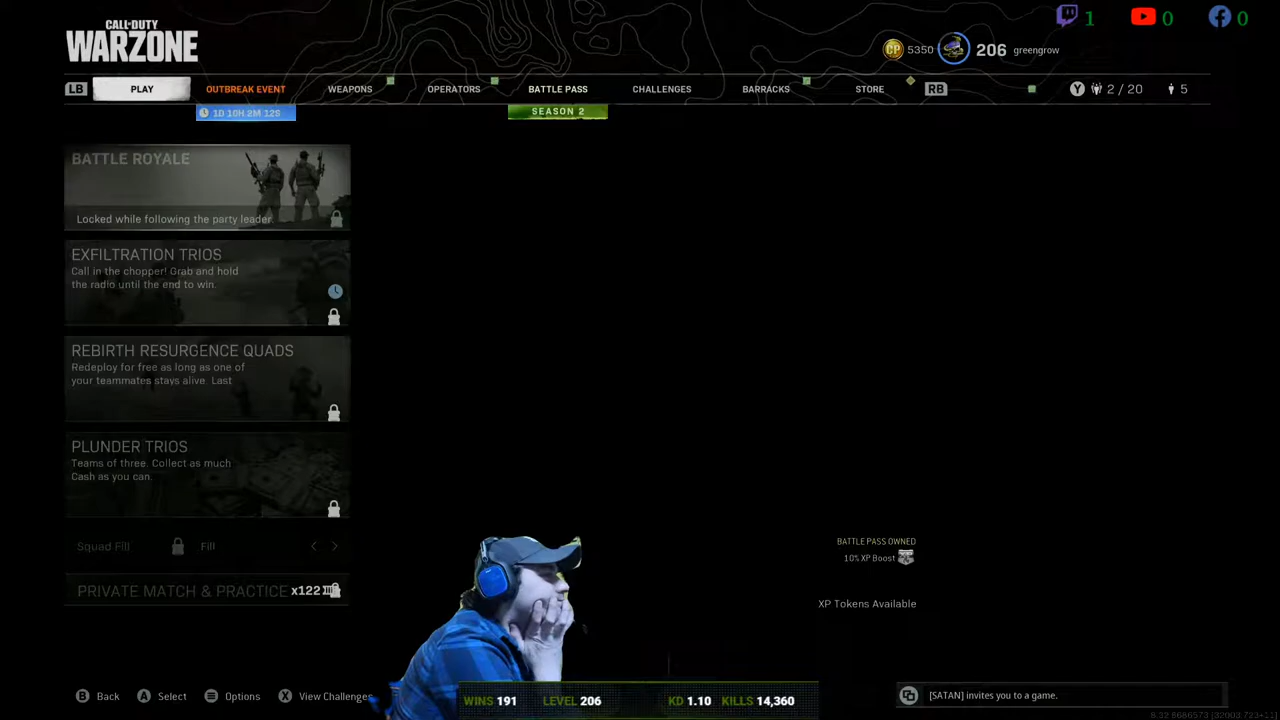 1 0 0
CALL OF DUTY
WARZONE
CP 5350 206 greengrow
LB PLAY OUTBREAK EVENT WEAPONS OPERATORS BATTLE PASS CHALLENGES BARRACKS STORE RB Y 2 / 20 5
1D 10H 2M 12S SEASON 2
BATTLE ROYALE
Locked while following the party leader.
EXFILTRATION TRIOS
Call in the chopper! Grab and hold
the radio until the end to win.
REBIRTH RESURGENCE QUADS
Redeploy for free as long as one of
your teammates stays alive. Last
PLUNDER TRIOS
Teams of three. Collect as much
Cash as you can.
Squad Fill Fill
PRIVATE MATCH & PRACTICE x122
BATTLE PASS OWNED
10% XP Boost
XP Tokens Available
B Back A Select Options X View Challenges
WINS 191 LEVEL 206 KD 1.10 KILLS 14,360
[SATAN] invites you to a game.